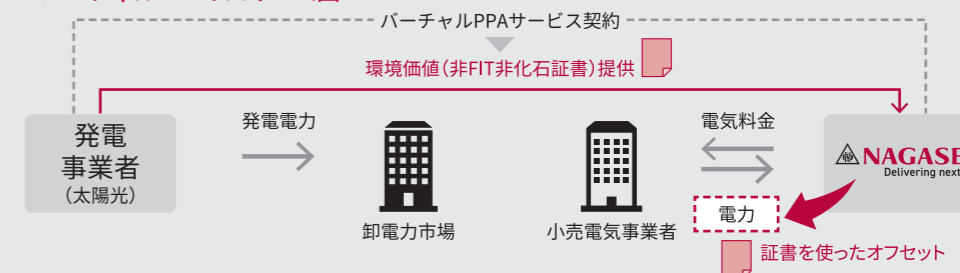 バーチャルPPAサービス契約
環境価値（非FIT非化石証書）提供
発電
事業者
（太陽光）
発電電力
卸電力市場
小売電気事業者
電気料金
電力
NAGASE
Delivering next
証書を使ったオフセット